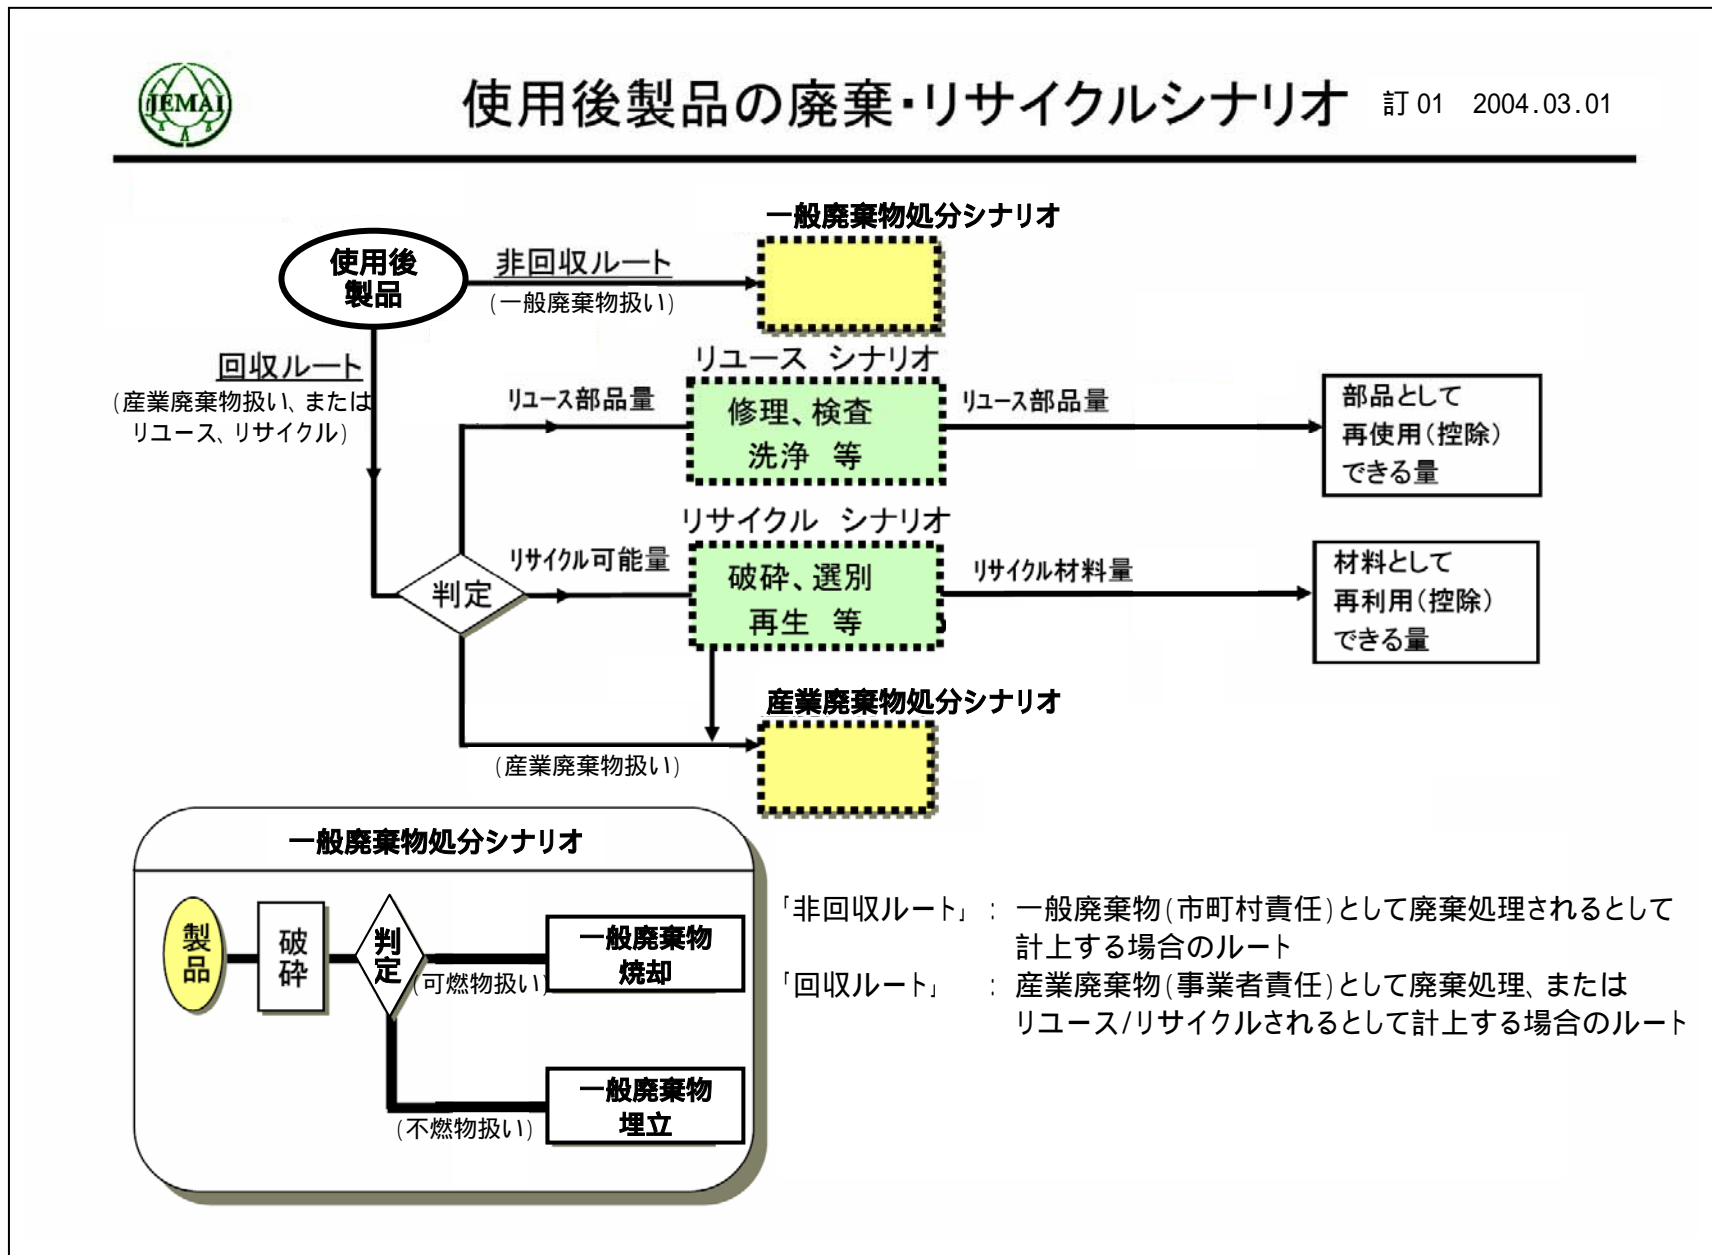 JEMAI
使用後製品の廃棄・リサイクルシナリオ 訂01 2004.03.01
一般廃棄物処分シナリオ
使用後
製品
非回収ルート
(一般廃棄物扱い)
回収ルート
(産業廃棄物扱い、または
リユース、リサイクル)
リユース シナリオ
リユース部品量
修理、検査
洗浄 等
リユース部品量
部品として
再使用(控除)
できる量
リサイクル シナリオ
判定
リサイクル可能量
破砕、選別
再生 等
リサイクル材料量
材料として
再利用(控除)
できる量
産業廃棄物処分シナリオ
(産業廃棄物扱い)
一般廃棄物処分シナリオ
製品
破砕
判定
(可燃物扱い)
一般廃棄物
焼却
(不燃物扱い)
一般廃棄物
埋立
「非回収ルート」 : 一般廃棄物(市町村責任)として廃棄処理されるとして
計上する場合のルート
「回収ルート」 : 産業廃棄物(事業者責任)として廃棄処理、または
リユース/リサイクルされるとして計上する場合のルート